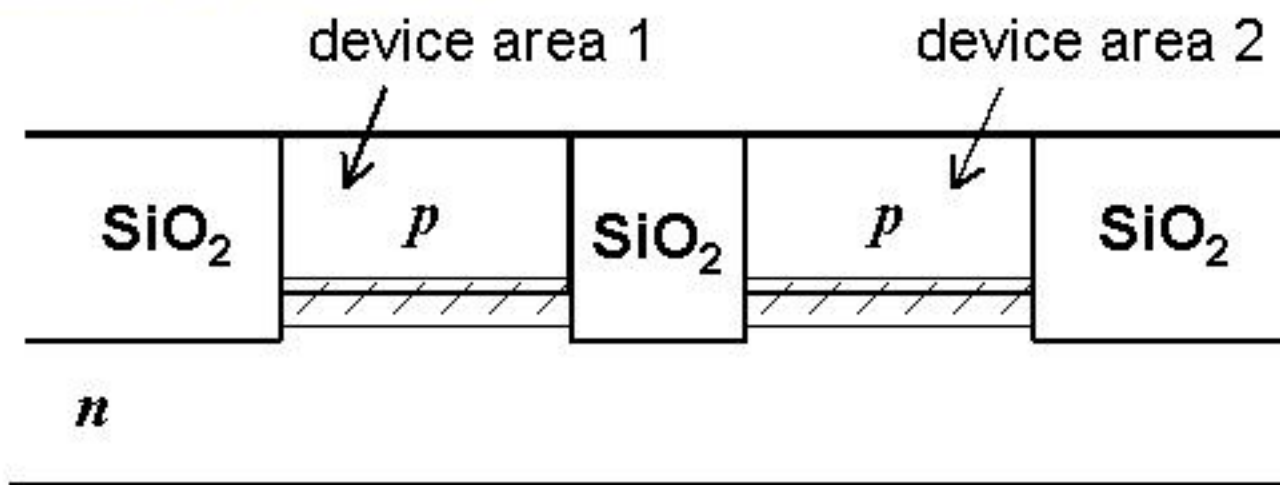 device area 1 device area 2
SiO₂ p SiO₂ p SiO₂
n